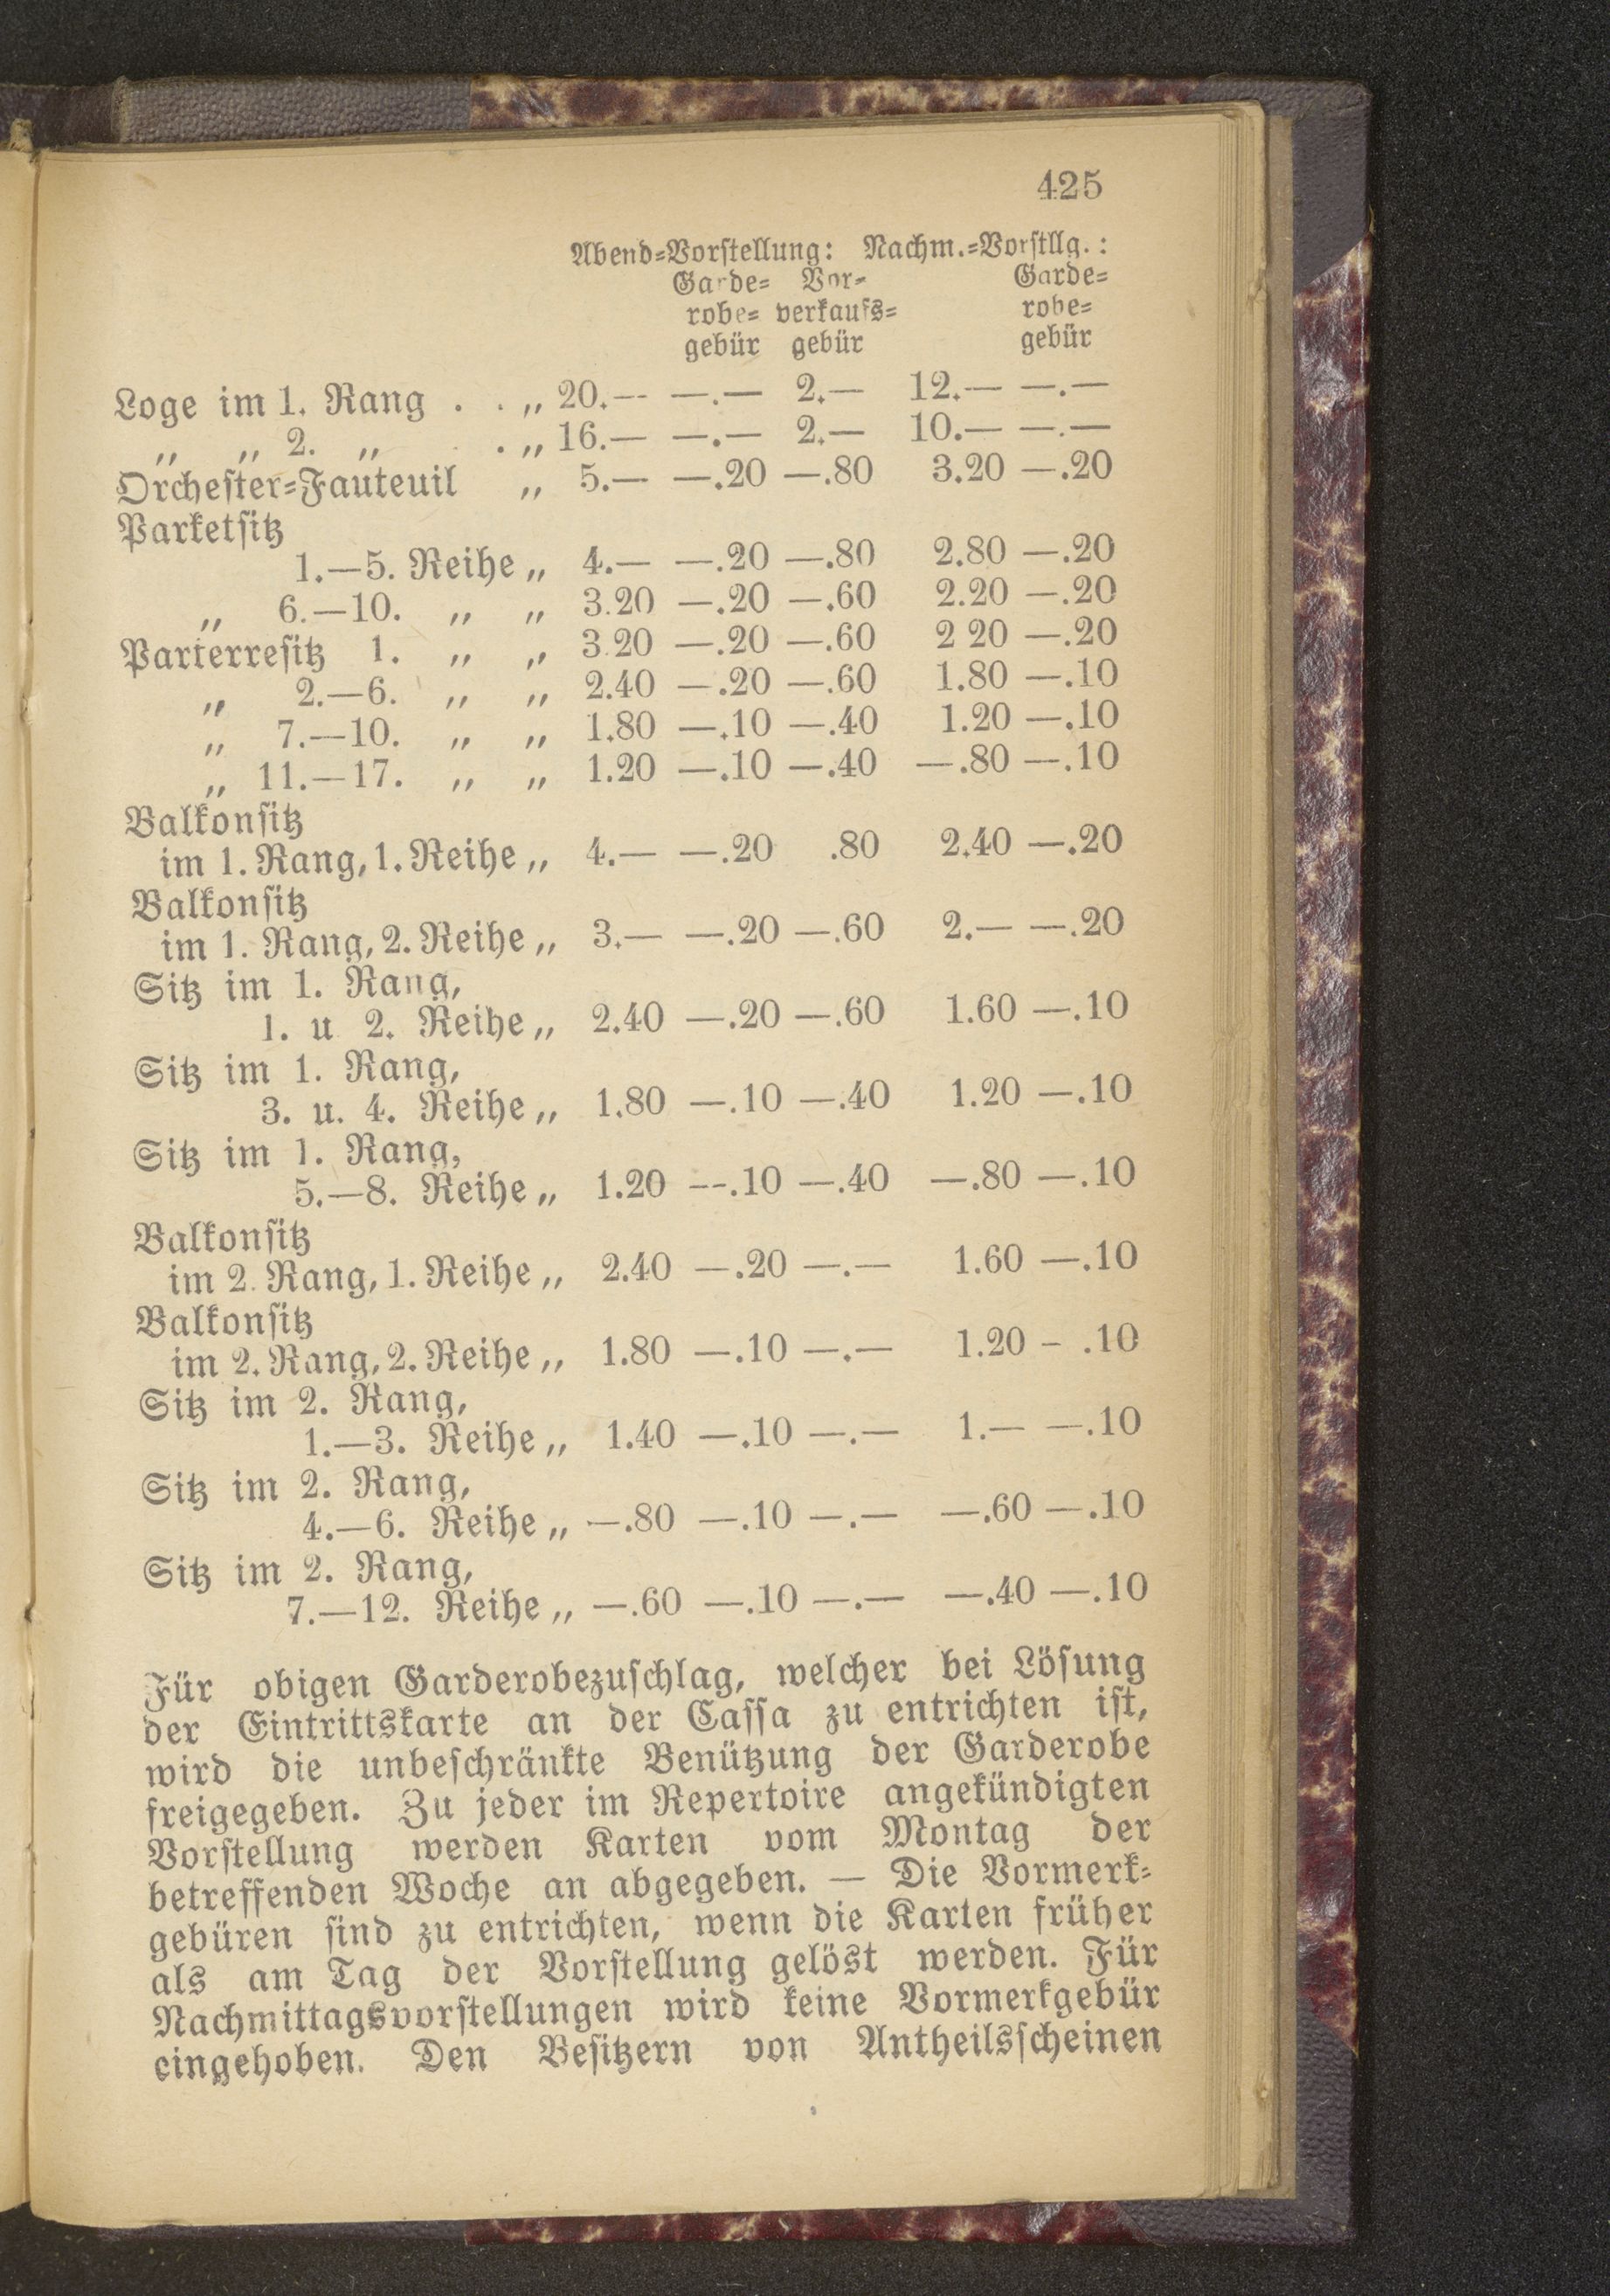 425
Abend-Vorstellung: Nachm.-Vorstllg.:
Garde- Vor- Garde-
robe- verkaufs- robe-
gebür gebür gebür
Loge im 1. Rang . . „ 20.— —.— 2.— 12.— —.—
„ „ 2. „ . . „ 16.— —.— 2.— 10.— —.—
Orchester-Fauteuil „ 5.— —.20 —.80 3.20 —.20
Parketsitz
1.—5. Reihe „ 4.— —.20 —.80 2.80 —.20
„ 6.—10. „ „ 3.20 —.20 —.60 2.20 —.20
Parterresitz 1. „ „ 3.20 —.20 —.60 2 20 —.20
„ 2.—6. „ „ 2.40 —.20 —.60 1.80 —.10
„ 7.—10. „ „ 1.80 —.10 —.40 1.20 —.10
„ 11.—17. „ „ 1.20 —.10 —.40 —.80 —.10
Balkonsitz
im 1. Rang, 1. Reihe „ 4.— —.20 .80 2.40 —.20
Balkonsitz
im 1. Rang, 2. Reihe „ 3.— —.20 —.60 2.— —.20
Sitz im 1. Rang,
1. u 2. Reihe „ 2.40 —.20 —.60 1.60 —.10
Sitz im 1. Rang,
3. u. 4. Reihe „ 1.80 —.10 —.40 1.20 —.10
Sitz im 1. Rang,
5.—8. Reihe „ 1.20 —.10 —.40 —.80 —.10
Balkonsitz
im 2. Rang, 1. Reihe „ 2.40 —.20 —.— 1.60 —.10
Balkonsitz
im 2. Rang, 2. Reihe „ 1.80 —.10 —.— 1.20 - .10
Sitz im 2. Rang,
1.—3. Reihe „ 1.40 —.10 —.— 1.— —.10
Sitz im 2. Rang,
4.—6. Reihe „ —.80 —.10 —.— —.60 —.10
Sitz im 2. Rang,
7.—12. Reihe „ —.60 —.10 —.— —.40 —.10
Für obigen Garderobezuschlag, welcher bei Lösung
der Eintrittskarte an der Cassa zu entrichten ist,
wird die unbeschränkte Benützung der Garderobe
freigegeben. Zu jeder im Repertoire angekündigten
Vorstellung werden Karten vom Montag der
betreffenden Woche an abgegeben. — Die Vormerk-
gebüren sind zu entrichten, wenn die Karten früher
als am Tag der Vorstellung gelöst werden. Für
Nachmittagsvorstellungen wird keine Vormerkgebür
eingehoben. Den Besitzern von Antheilsscheinen